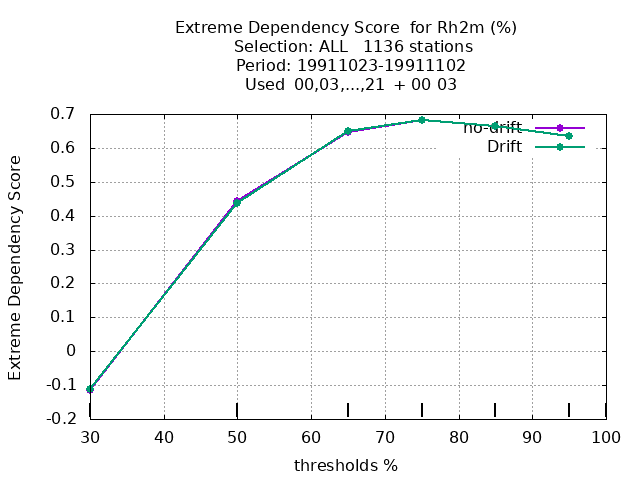 Extreme Dependency Score  for Rh2m (%)
Selection: ALL   1136 stations
Period: 19911023-19911102
Used  00,03,...,21  + 00 03
Extreme Dependency Score
0.7
0.6
0.5
0.4
0.3
0.2
0.1
0
-0.1
-0.2
no-drift
Drift
30 40 50 60 70 80 90 100
thresholds %